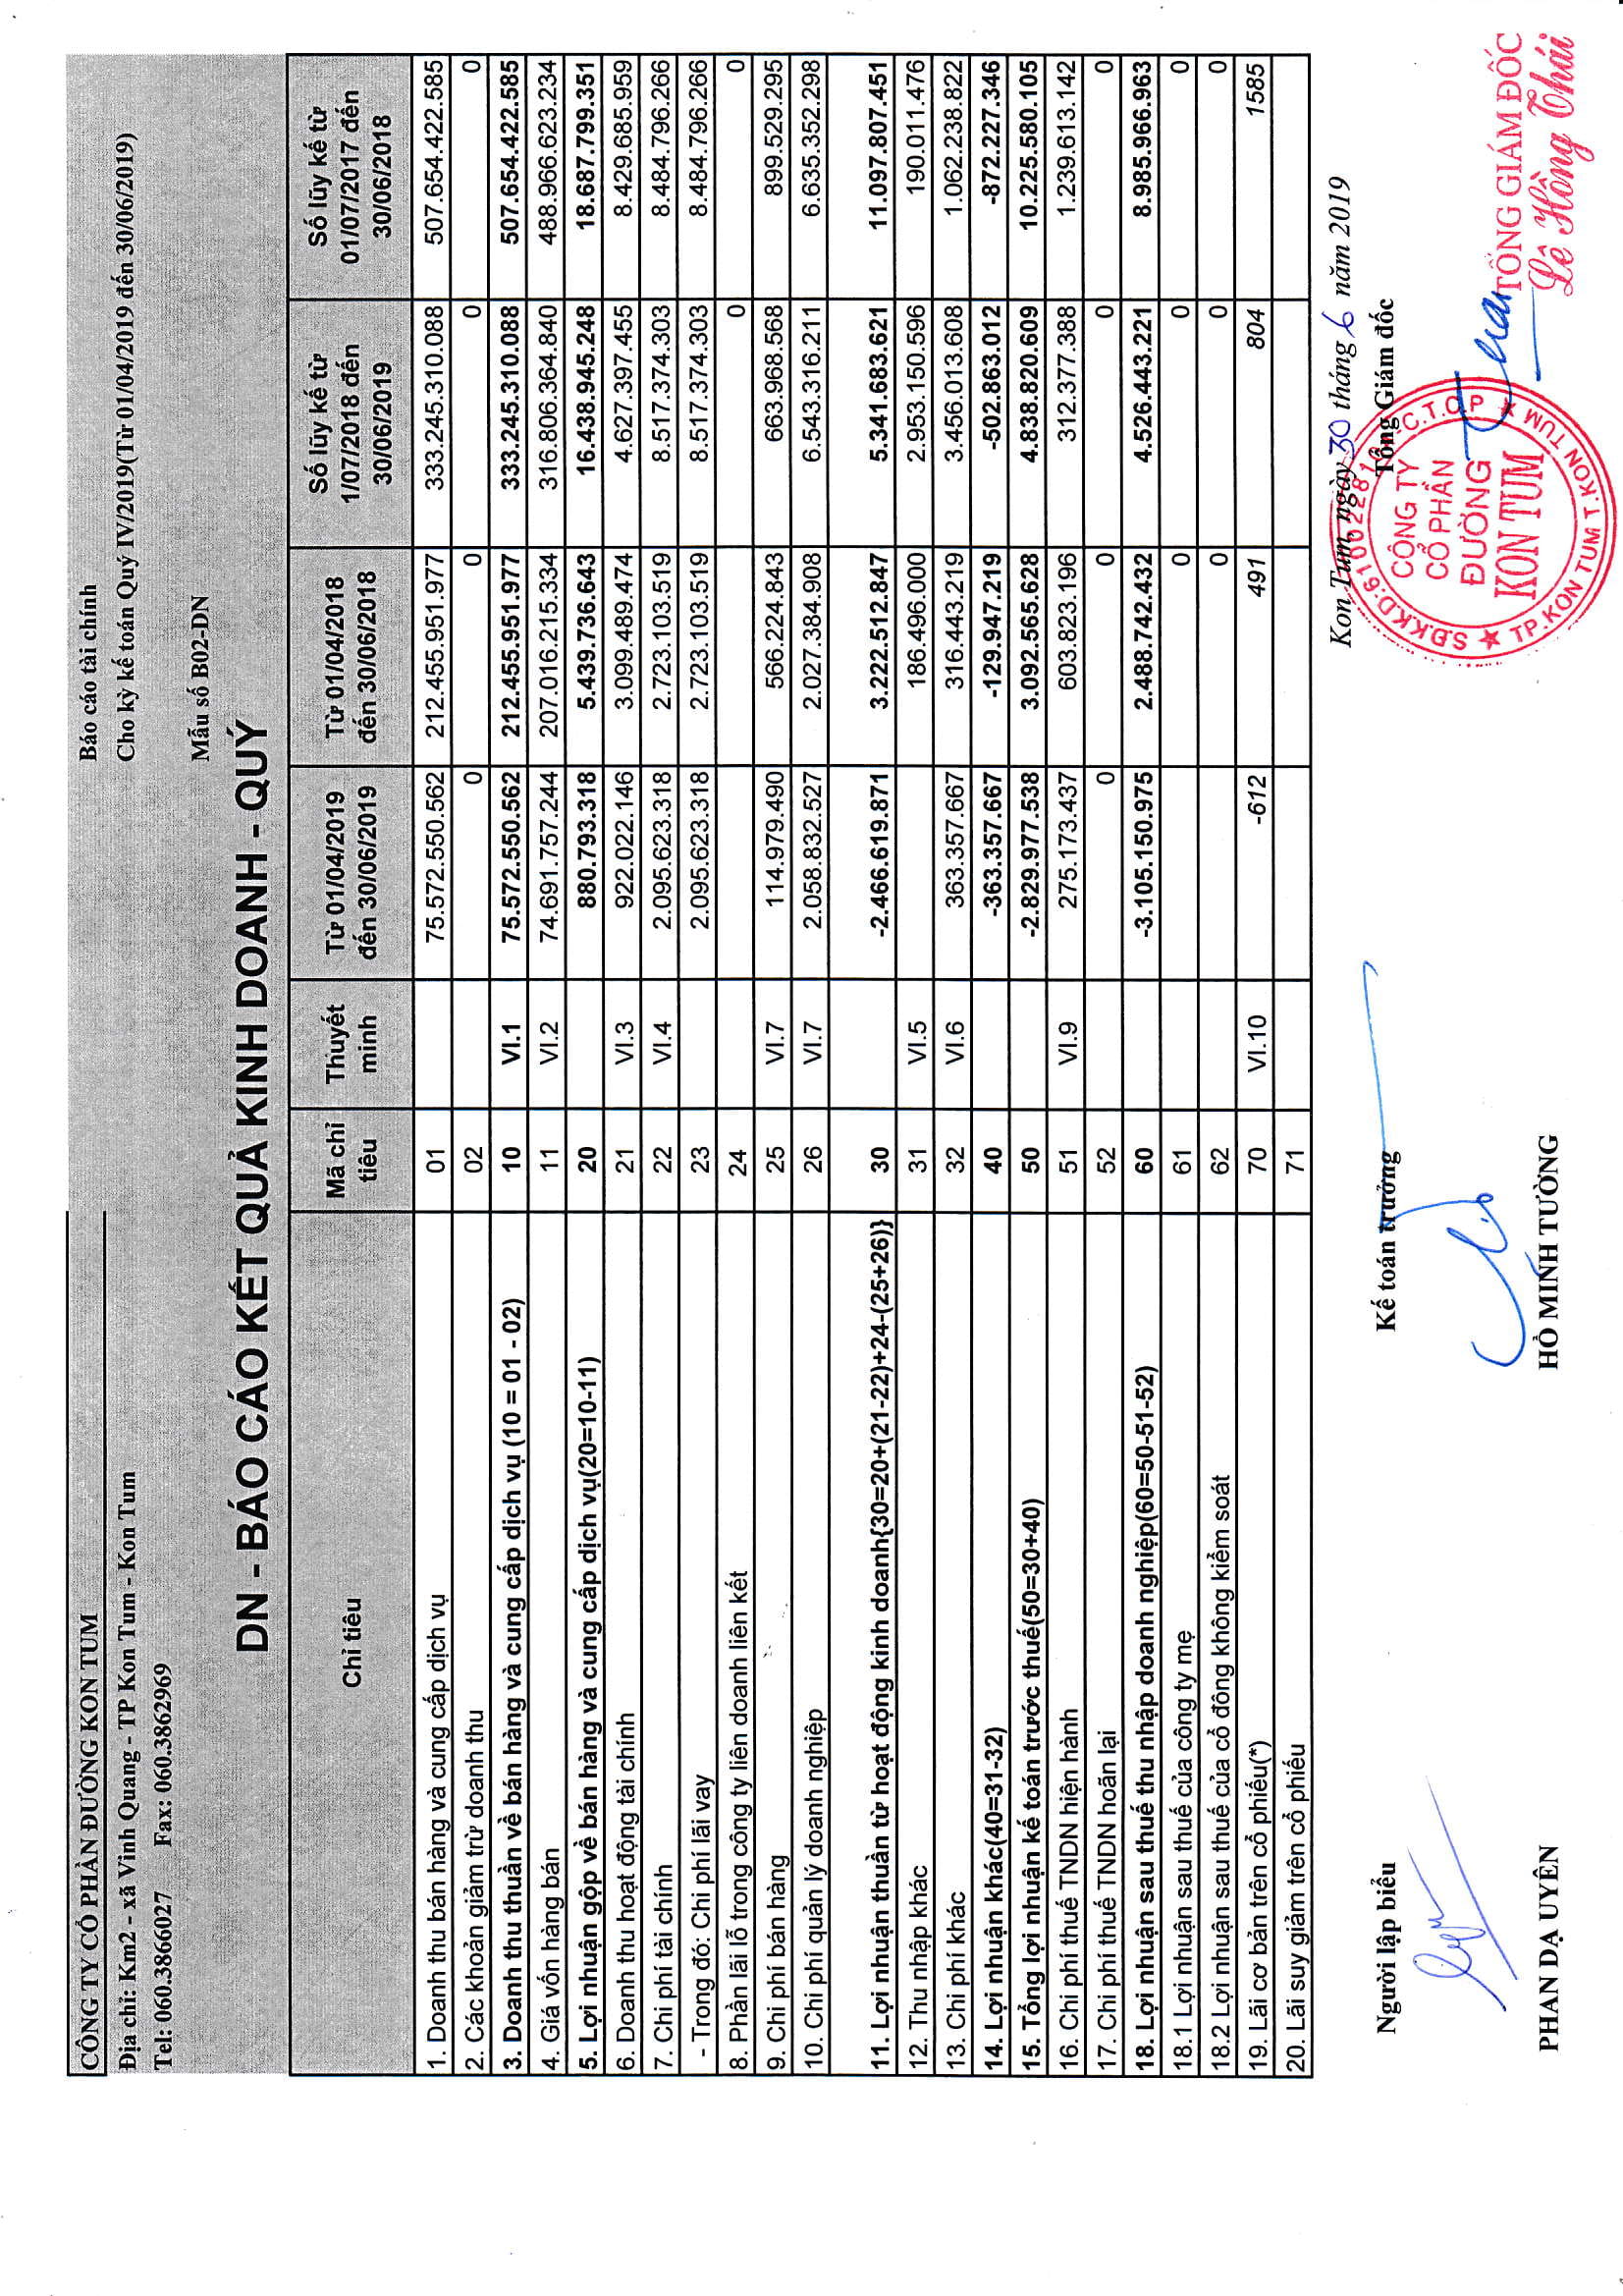 CÔNG TY CỔ PHẦN ĐƯỜNG KON TUM
Báo cáo tài chính
Địa chỉ: Km2 - xã Vinh Quang - TP Kon Tum - Kon Tum
Cho kỳ kế toán Quý IV/2019(Từ 01/04/2019 đến 30/06/2019)
Tel: 060.3866027 Fax: 060.3862969
Mẫu số B02-DN
DN - BÁO CÁO KẾT QUẢ KINH DOANH - QUÝ
Chỉ tiêu | Mã chỉ tiêu | Thuyết minh | Từ 01/04/2019 đến 30/06/2019 | Từ 01/04/2018 đến 30/06/2018 | Số lũy kế từ 1/07/2018 đến 30/06/2019 | Số lũy kế từ 01/07/2017 đến 30/06/2018
1. Doanh thu bán hàng và cung cấp dịch vụ 01 75.572.550.562 212.455.951.977 333.245.310.088 507.654.422.585
2. Các khoản giảm trừ doanh thu 02 0 0 0 0
3. Doanh thu thuần về bán hàng và cung cấp dịch vụ (10 = 01 - 02) 10 VI.1 75.572.550.562 212.455.951.977 333.245.310.088 507.654.422.585
4. Giá vốn hàng bán 11 VI.2 74.691.757.244 207.016.215.334 316.806.364.840 488.966.623.234
5. Lợi nhuận gộp về bán hàng và cung cấp dịch vụ(20=10-11) 20 880.793.318 5.439.736.643 16.438.945.248 18.687.799.351
6. Doanh thu hoạt động tài chính 21 VI.3 922.022.146 3.099.489.474 4.627.397.455 8.429.685.959
7. Chi phí tài chính 22 VI.4 2.095.623.318 2.723.103.519 8.517.374.303 8.484.796.266
- Trong đó: Chi phí lãi vay 23 2.095.623.318 2.723.103.519 8.517.374.303 8.484.796.266
8. Phần lãi lỗ trong công ty liên doanh liên kết 24 0 0
9. Chi phí bán hàng 25 VI.7 114.979.490 566.224.843 663.968.568 899.529.295
10. Chi phí quản lý doanh nghiệp 26 VI.7 2.058.832.527 2.027.384.908 6.543.316.211 6.635.352.298
11. Lợi nhuận thuần từ hoạt động kinh doanh{30=20+(21-22)+24-(25+26)} 30 -2.466.619.871 3.222.512.847 5.341.683.621 11.097.807.451
12. Thu nhập khác 31 VI.5 186.496.000 2.953.150.596 190.011.476
13. Chi phí khác 32 VI.6 363.357.667 316.443.219 3.456.013.608 1.062.238.822
14. Lợi nhuận khác(40=31-32) 40 -363.357.667 -129.947.219 -502.863.012 -872.227.346
15. Tổng lợi nhuận kế toán trước thuế(50=30+40) 50 -2.829.977.538 3.092.565.628 4.838.820.609 10.225.580.105
16. Chi phí thuế TNDN hiện hành 51 VI.9 275.173.437 603.823.196 312.377.388 1.239.613.142
17. Chi phí thuế TNDN hoãn lại 52 0 0 0 0
18. Lợi nhuận sau thuế thu nhập doanh nghiệp(60=50-51-52) 60 -3.105.150.975 2.488.742.432 4.526.443.221 8.985.966.963
18.1 Lợi nhuận sau thuế của công ty mẹ 61 0 0 0
18.2 Lợi nhuận sau thuế của cổ đông không kiểm soát 62 0 0 0
19. Lãi cơ bản trên cổ phiếu(*) 70 VI.10 -612 491 804 1585
20. Lãi suy giảm trên cổ phiếu 71
Kon Tum, ngày 30 tháng 6 năm 2019
Người lập biểu Kế toán trưởng Tổng Giám đốc
S.Đ.K.K.D:6100228104-C.T.C.P
CÔNG TY
CỔ PHẦN
ĐƯỜNG
KON TUM
TP.KON TUM T.KON TUM
TỔNG GIÁM ĐỐC
Lê Hồng Thái
PHAN DẠ UYÊN HỒ MINH TƯỜNG